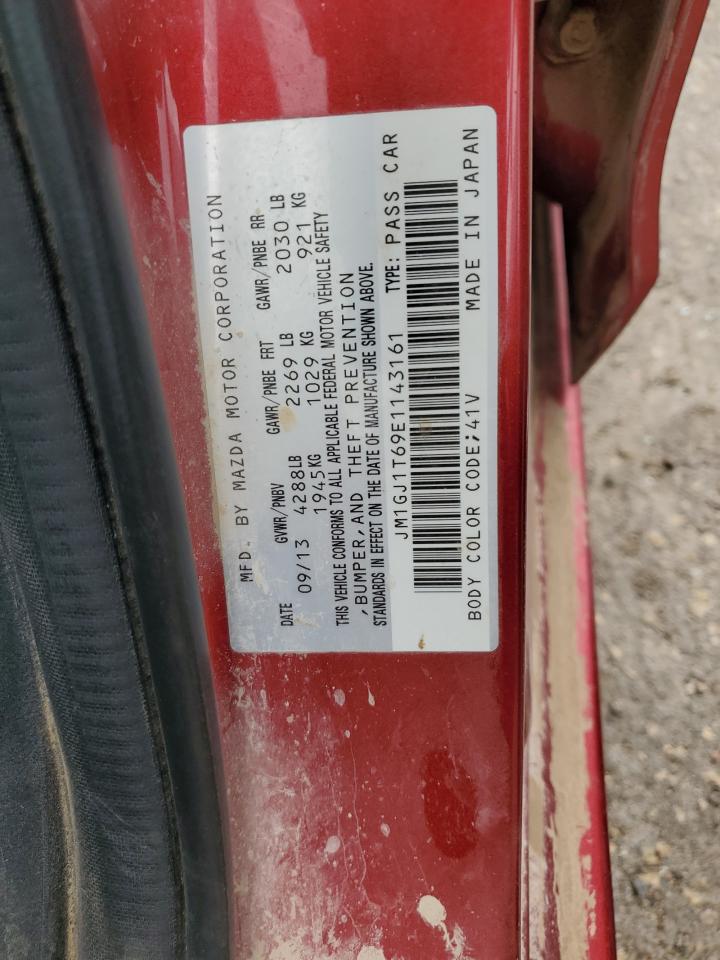 MFD. BY MAZDA MOTOR CORPORATION
DATE GVWR/PNBV GAWR/PNBE FRT GAWR/PNBE RR
09/13 4288LB 2269 LB 2030 LB
1945KG 1029 KG 921 KG
THIS VEHICLE CONFORMS TO ALL APPLICABLE FEDERAL MOTOR VEHICLE SAFETY
,BUMPER,AND THEFT PREVENTION
STANDARDS IN EFFECT ON THE DATE OF MANUFACTURE SHOWN ABOVE.
JM1GJ1T69E1143161 TYPE: PASS CAR
BODY COLOR CODE;41V MADE IN JAPAN